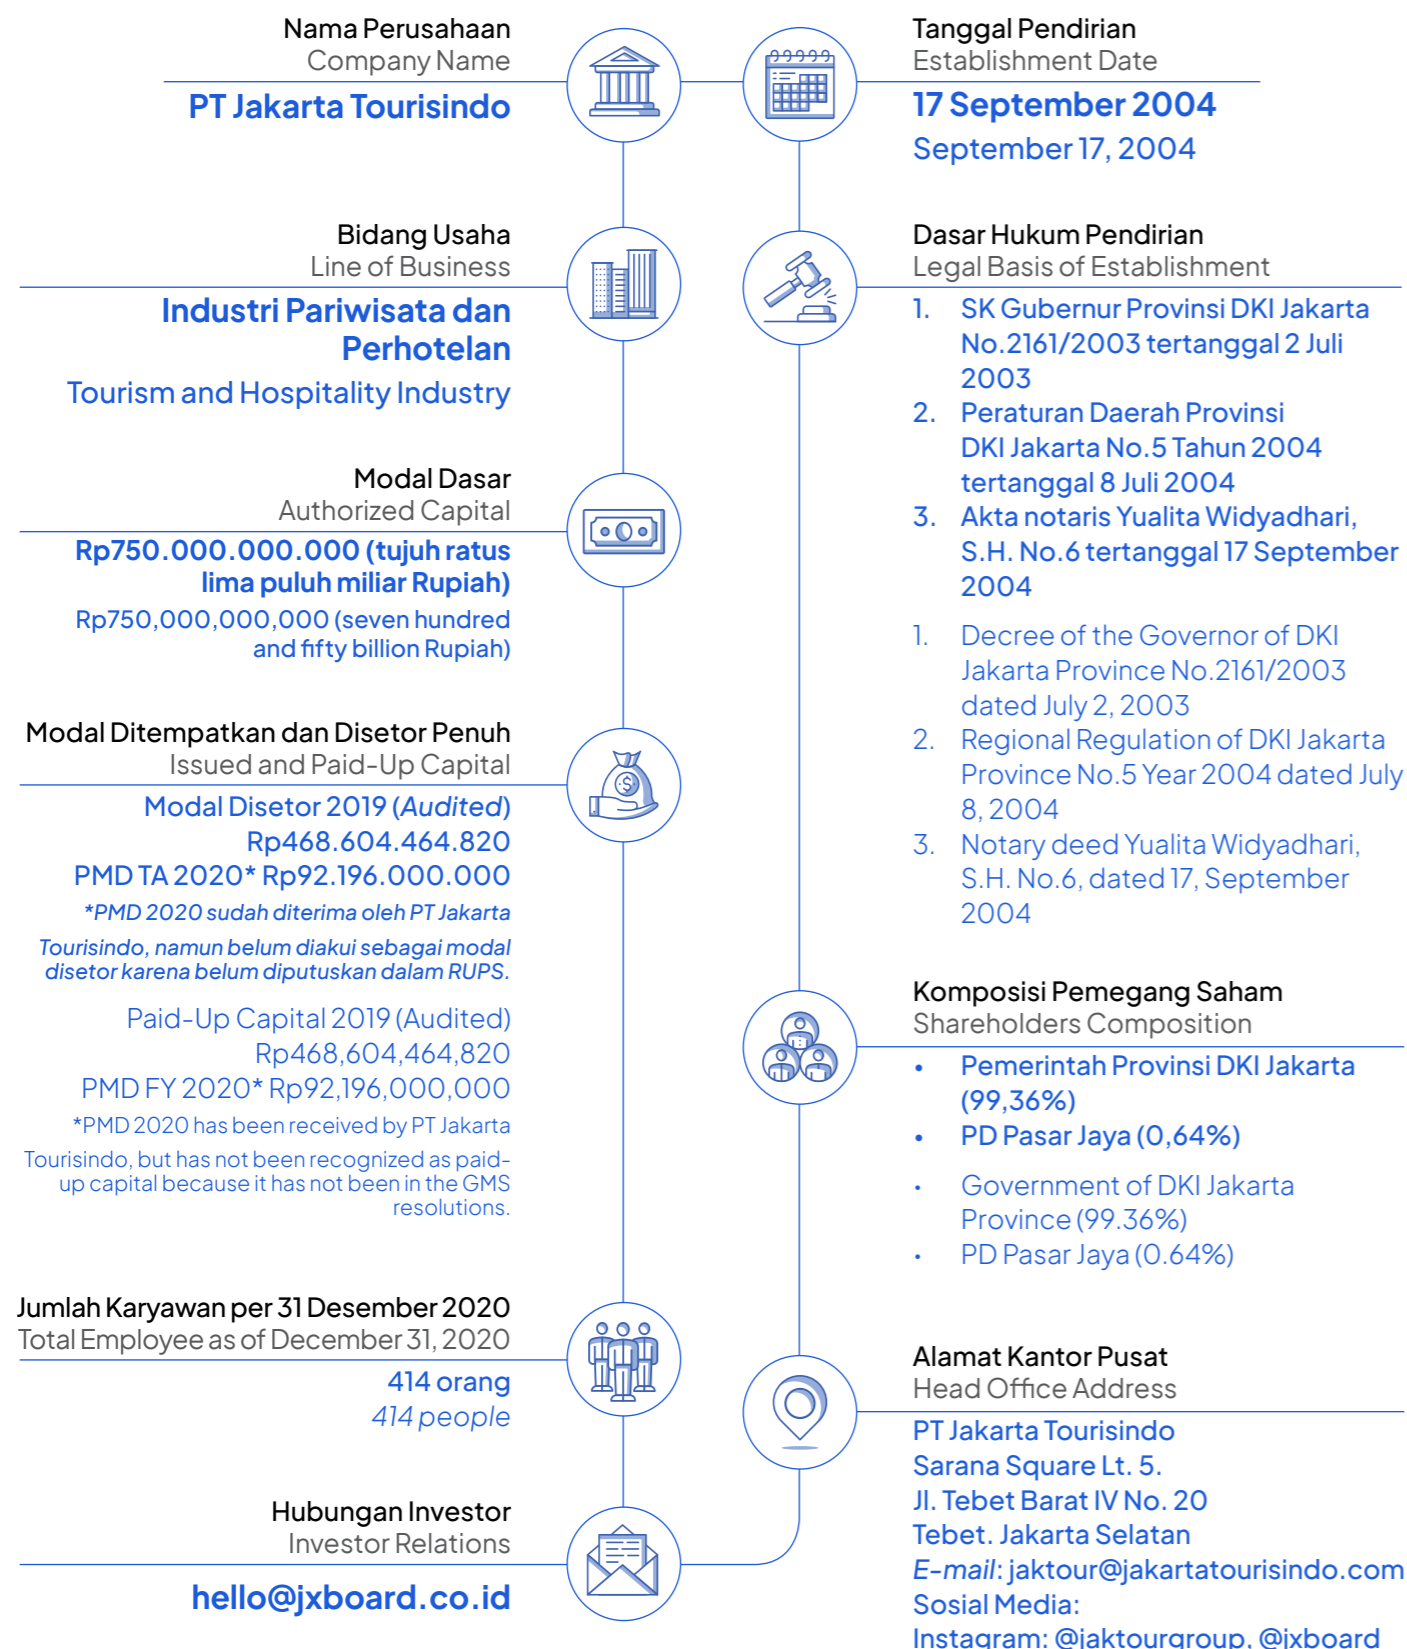 Nama Perusahaan
Company Name
PT Jakarta Tourisindo
Bidang Usaha
Line of Business
Industri Pariwisata dan
Perhotelan
Tourism and Hospitality Industry
Modal Dasar
Authorized Capital
Rp750.000.000.000 (tujuh ratus
lima puluh miliar Rupiah)
Rp750,000,000,000 (seven hundred
and fifty billion Rupiah)
Modal Ditempatkan dan Disetor Penuh
Issued and Paid-Up Capital
Modal Disetor 2019 (Audited)
Rp468.604.464.820
PMD TA 2020* Rp92.196.000.000
*PMD 2020 sudah diterima oleh PT Jakarta
Tourisindo, namun belum diakui sebagai modal
disetor karena belum diputuskan dalam RUPS.
Paid-Up Capital 2019 (Audited)
Rp468,604,464,820
PMD FY 2020* Rp92,196,000,000
*PMD 2020 has been received by PT Jakarta
Tourisindo, but has not been recognized as paid-
up capital because it has not been in the GMS
resolutions.
Jumlah Karyawan per 31 Desember 2020
Total Employee as of December 31, 2020
414 orang
414 people
Hubungan Investor
Investor Relations
hello@jxboard.co.id
Tanggal Pendirian
Establishment Date
17 September 2004
September 17, 2004
Dasar Hukum Pendirian
Legal Basis of Establishment
1. SK Gubernur Provinsi DKI Jakarta
No.2161/2003 tertanggal 2 Juli
2003
2. Peraturan Daerah Provinsi
DKI Jakarta No.5 Tahun 2004
tertanggal 8 Juli 2004
3. Akta notaris Yualita Widyadhari,
S.H. No.6 tertanggal 17 September
2004
1. Decree of the Governor of DKI
Jakarta Province No.2161/2003
dated July 2, 2003
2. Regional Regulation of DKI Jakarta
Province No.5 Year 2004 dated July
8, 2004
3. Notary deed Yualita Widyadhari,
S.H. No.6, dated 17, September
2004
Komposisi Pemegang Saham
Shareholders Composition
• Pemerintah Provinsi DKI Jakarta
(99,36%)
• PD Pasar Jaya (0,64%)
• Government of DKI Jakarta
Province (99.36%)
• PD Pasar Jaya (0.64%)
Alamat Kantor Pusat
Head Office Address
PT Jakarta Tourisindo
Sarana Square Lt. 5.
Jl. Tebet Barat IV No. 20
Tebet. Jakarta Selatan
E-mail: jaktour@jakartatourisindo.com
Sosial Media:
Instagram: @jaktourgroup, @jxboard